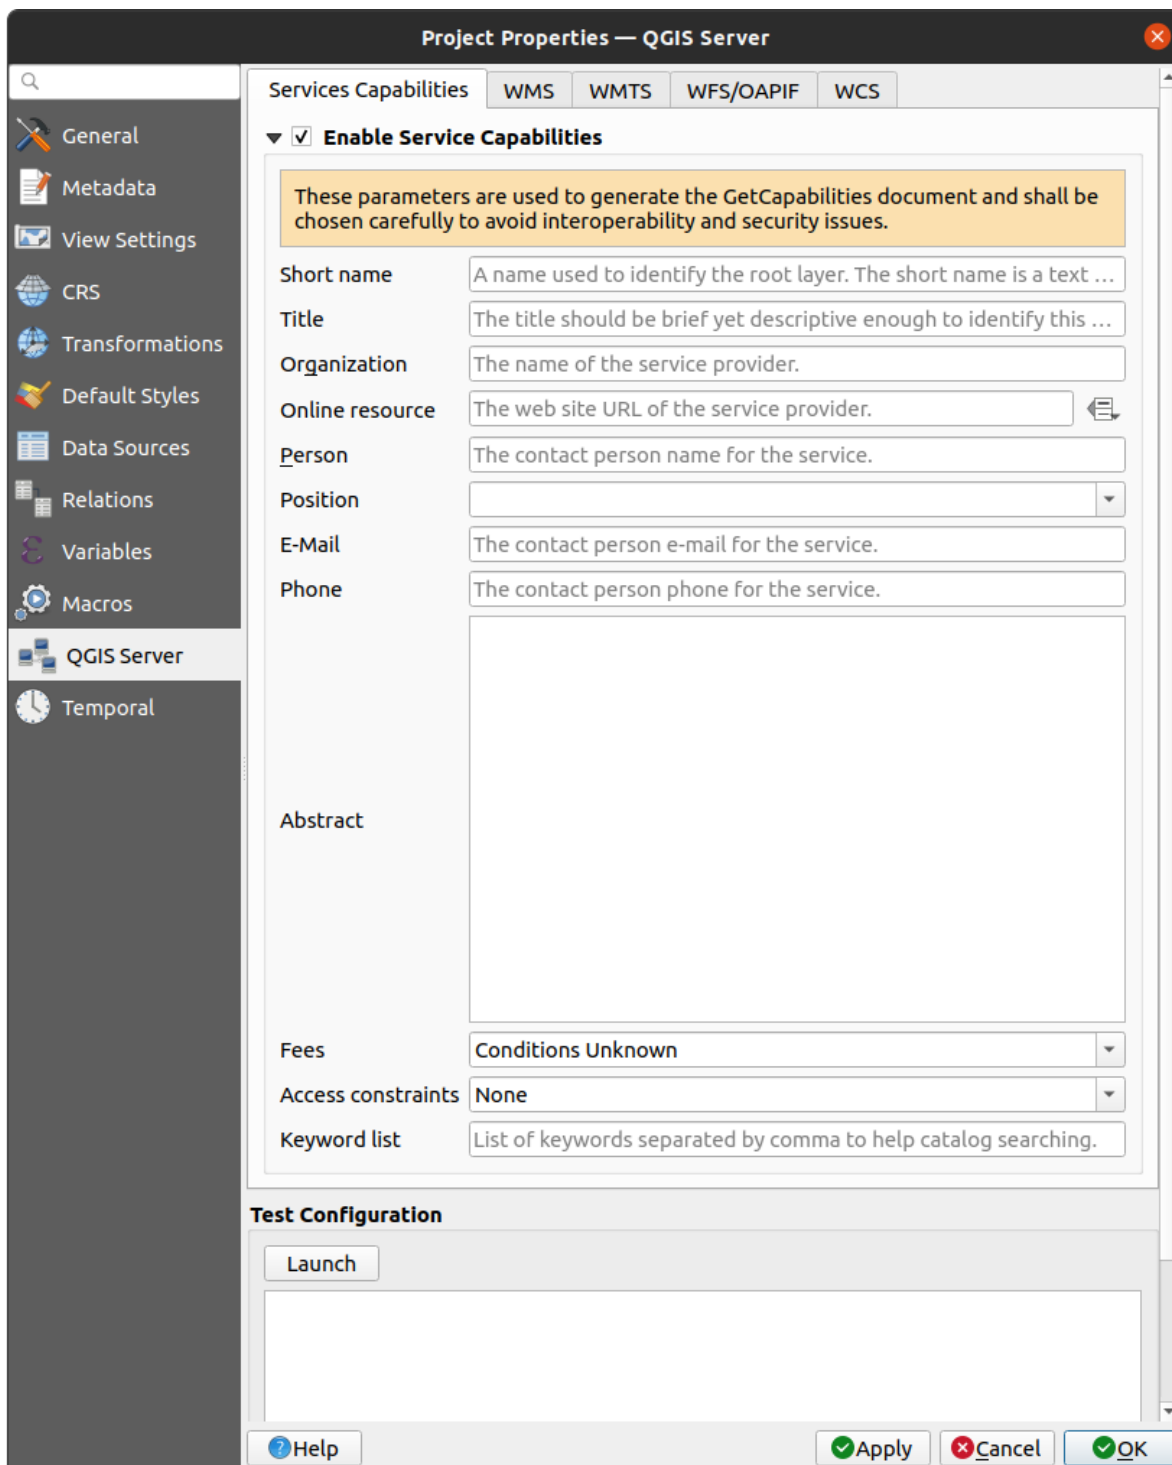 Project Properties — QGIS Server
Services Capabilities
WMS
WMTS
WFS/OAPIF
WCS
General
Metadata
View Settings
CRS
Transformations
Default Styles
Data Sources
Relations
Variables
Macros
QGIS Server
Temporal
Enable Service Capabilities
These parameters are used to generate the GetCapabilities document and shall be
chosen carefully to avoid interoperability and security issues.
Short name
A name used to identify the root layer. The short name is a text …
Title
The title should be brief yet descriptive enough to identify this …
Organization
The name of the service provider.
Online resource
The web site URL of the service provider.
Person
The contact person name for the service.
Position
E-Mail
The contact person e-mail for the service.
Phone
The contact person phone for the service.
Abstract
Fees
Conditions Unknown
Access constraints
None
Keyword list
List of keywords separated by comma to help catalog searching.
Test Configuration
Launch
Help
Apply
Cancel
OK